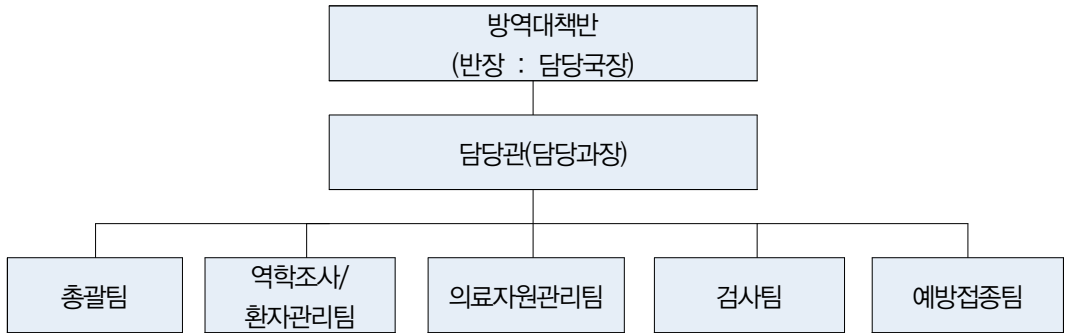 방역대책반
(반장 : 담당국장)
담당관(담당과장)
총괄팀
역학조사/
환자관리팀
의료자원관리팀
검사팀
예방접종팀